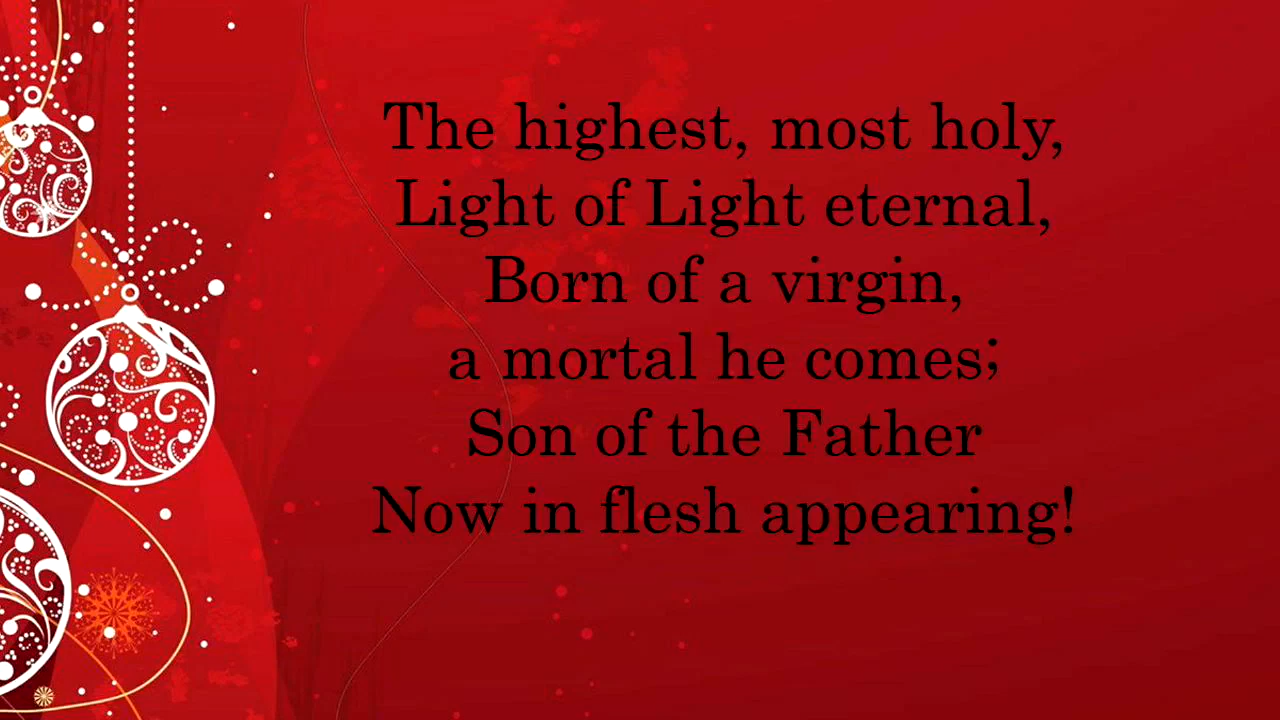 The highest, most holy,
Light of Light eternal,
Born of a virgin,
a mortal he comes;
Son of the Father
Now in flesh appearing!